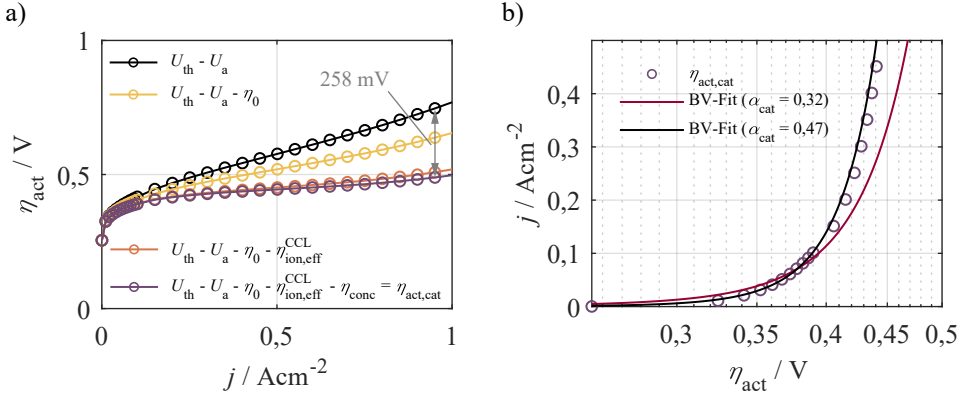 a)
1
U_th - U_a
U_th - U_a - η_0
258 mV
0,5
η_act / V
U_th - U_a - η_0 - η_ion,eff^CCL
U_th - U_a - η_0 - η_ion,eff^CCL - η_conc = η_act,cat
0
0 0,5 1
j / Acm^-2
b)
η_act,cat
BV-Fit (α_cat = 0,32)
BV-Fit (α_cat = 0,47)
0,4
0,3
0,2
0,1
0
j / Acm^-2
0,3 0,35 0,4 0,45 0,5
η_act / V